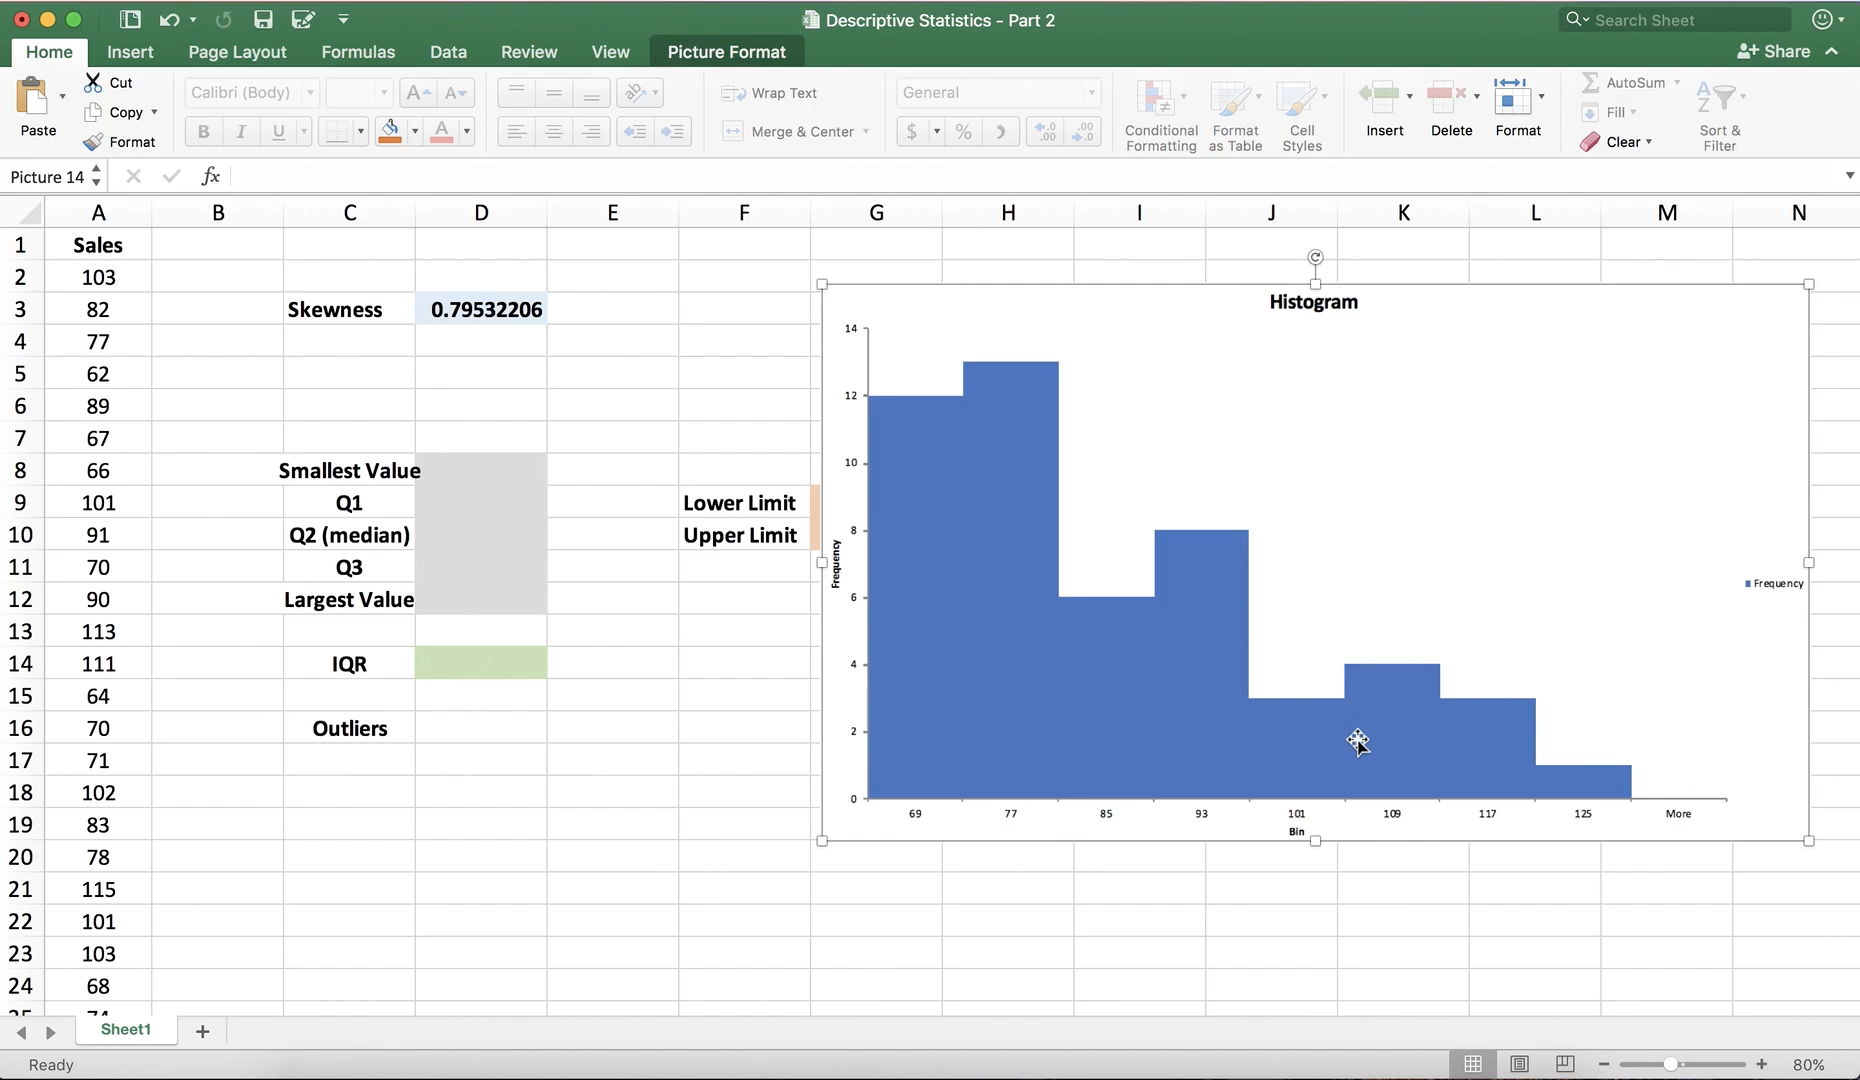 Descriptive Statistics - Part 2
Search Sheet
Home Insert Page Layout Formulas Data Review View Picture Format Share
Paste
Cut
Copy
Format
Calibri (Body)
A A
B I U A
Wrap Text
Merge & Center
General
$ % )
.0 .00
.00 .0
Conditional Formatting
Format as Table
Cell Styles
Insert
Delete
Format
AutoSum
Fill
Clear
Sort & Filter
Picture 14 fx
A B C D E F G H I J K L M N
1 Sales
2 103
3 82 Skewness 0.79532206
4 77
5 62
6 89
7 67
8 66 Smallest Value
9 101 Q1 Lower Limit
10 91 Q2 (median) Upper Limit
11 70 Q3
12 90 Largest Value
13 113
14 111 IQR
15 64
16 70 Outliers
17 71
18 102
19 83
20 78
21 115
22 101
23 103
24 68
25 74
Histogram
14
12
10
8
6
4
2
0
Frequency
69 77 85 93 101 109 117 125 More
Bin
Frequency
Sheet1
Ready
80%